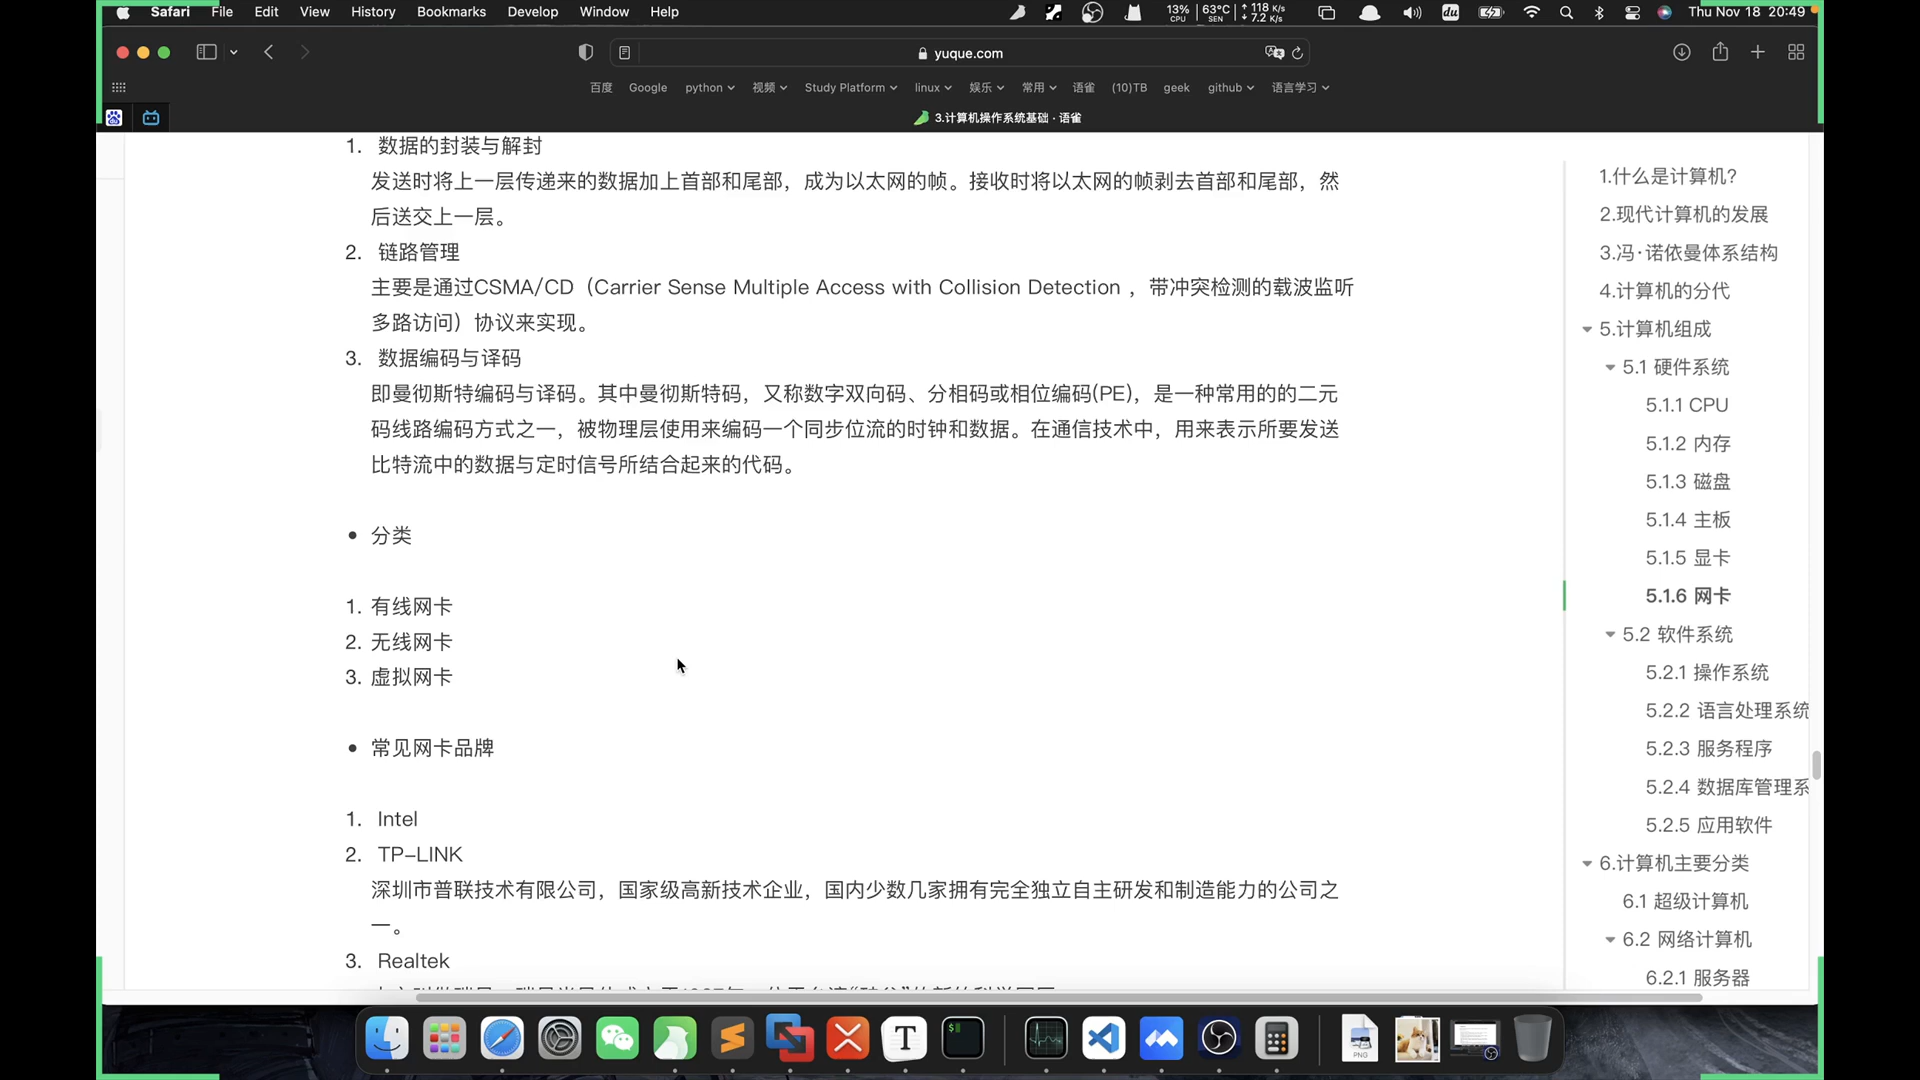 Safari File Edit View History Bookmarks Develop Window Help 13% CPU 63°C SEN 118 K/s 7.2 K/s du Thu Nov 18 20:49
yuque.com
百度 Google python 视频 Study Platform linux 娱乐 常用 语雀 (10)TB geek github 语言学习
3.计算机操作系统基础 · 语雀
1. 数据的封装与解封
发送时将上一层传递来的数据加上首部和尾部，成为以太网的帧。接收时将以太网的帧剥去首部和尾部，然
后送交上一层。
2. 链路管理
主要是通过CSMA/CD（Carrier Sense Multiple Access with Collision Detection ，带冲突检测的载波监听
多路访问）协议来实现。
3. 数据编码与译码
即曼彻斯特编码与译码。其中曼彻斯特码，又称数字双向码、分相码或相位编码(PE)，是一种常用的的二元
码线路编码方式之一，被物理层使用来编码一个同步位流的时钟和数据。在通信技术中，用来表示所要发送
比特流中的数据与定时信号所结合起来的代码。
• 分类
1. 有线网卡
2. 无线网卡
3. 虚拟网卡
• 常见网卡品牌
1. Intel
2. TP-LINK
深圳市普联技术有限公司，国家级高新技术企业，国内少数几家拥有完全独立自主研发和制造能力的公司之
一。
3. Realtek
1.什么是计算机?
2.现代计算机的发展
3.冯·诺依曼体系结构
4.计算机的分代
5.计算机组成
5.1 硬件系统
5.1.1 CPU
5.1.2 内存
5.1.3 磁盘
5.1.4 主板
5.1.5 显卡
5.1.6 网卡
5.2 软件系统
5.2.1 操作系统
5.2.2 语言处理系统
5.2.3 服务程序
5.2.4 数据库管理系
5.2.5 应用软件
6.计算机主要分类
6.1 超级计算机
6.2 网络计算机
6.2.1 服务器
T
PNG